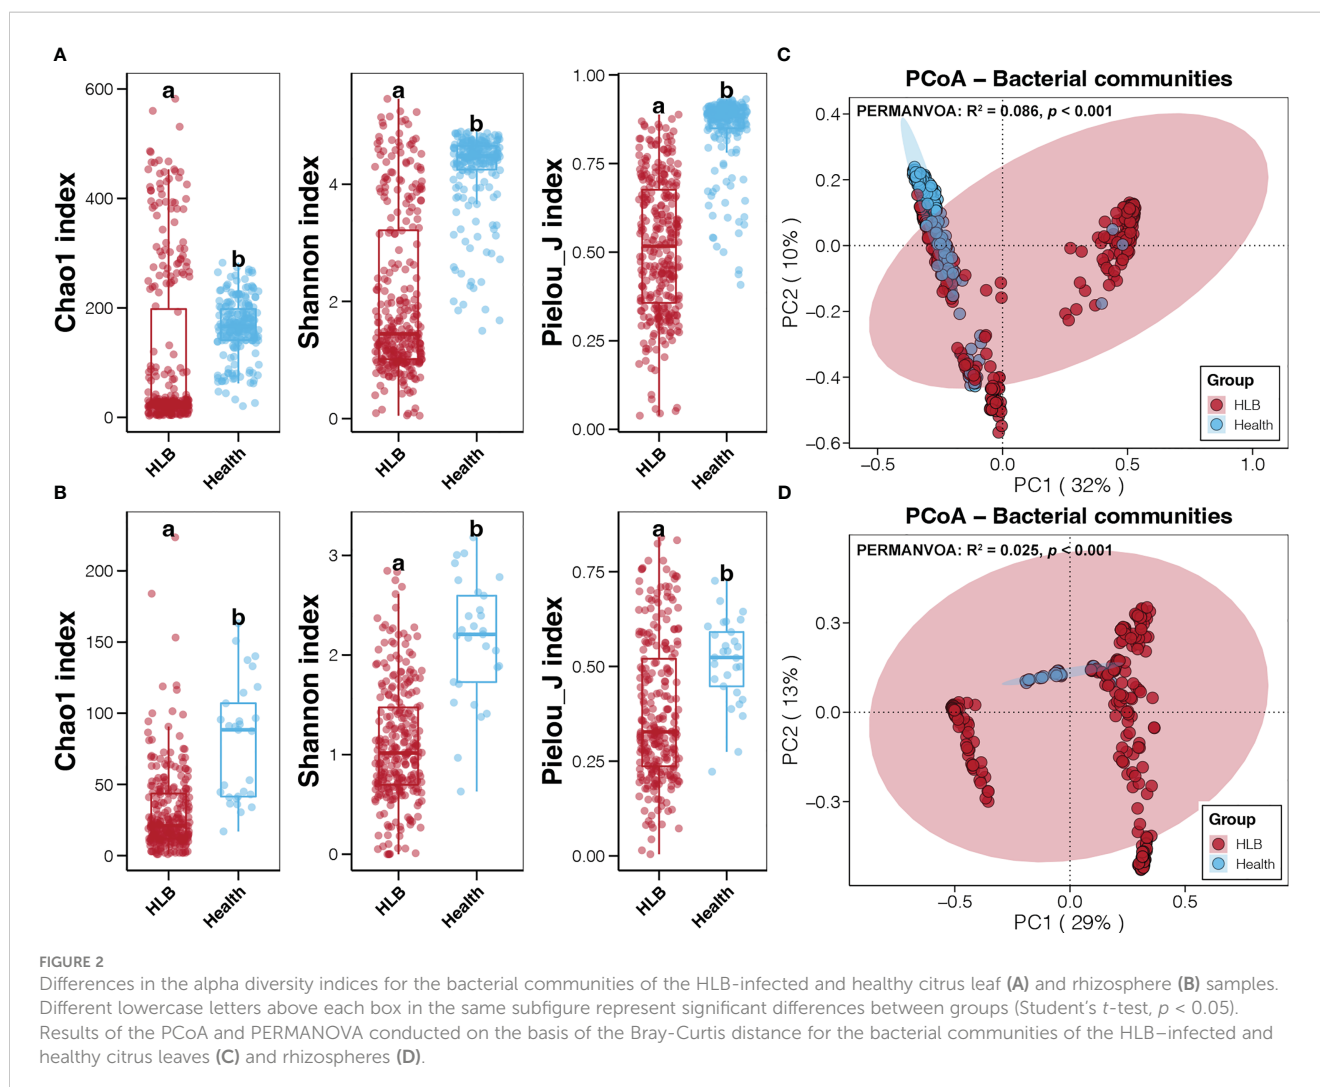 A
Chao1 index
600
400
200
0
a
b
HLB
Health
Shannon index
4
2
0
a
b
HLB
Health
Pielou_J index
1.00
0.75
0.50
0.25
0.00
a
b
HLB
Health
C
PCoA – Bacterial communities
PERMANVOA: R² = 0.086, p < 0.001
PC2 ( 10% )
0.4
0.2
0.0
−0.2
−0.4
−0.6
−0.5
0.0
0.5
1.0
PC1 ( 32% )
Group
HLB
Health
B
Chao1 index
200
150
100
50
0
a
b
HLB
Health
Shannon index
3
2
1
0
a
b
HLB
Health
Pielou_J index
0.75
0.50
0.25
0.00
a
b
HLB
Health
D
PCoA – Bacterial communities
PERMANVOA: R² = 0.025, p < 0.001
PC2 ( 13% )
0.3
0.0
−0.3
−0.5
0.0
0.5
PC1 ( 29% )
Group
HLB
Health
FIGURE 2
Differences in the alpha diversity indices for the bacterial communities of the HLB-infected and healthy citrus leaf (A) and rhizosphere (B) samples.
Different lowercase letters above each box in the same subfigure represent significant differences between groups (Student’s t-test, p < 0.05).
Results of the PCoA and PERMANOVA conducted on the basis of the Bray-Curtis distance for the bacterial communities of the HLB–infected and
healthy citrus leaves (C) and rhizospheres (D).